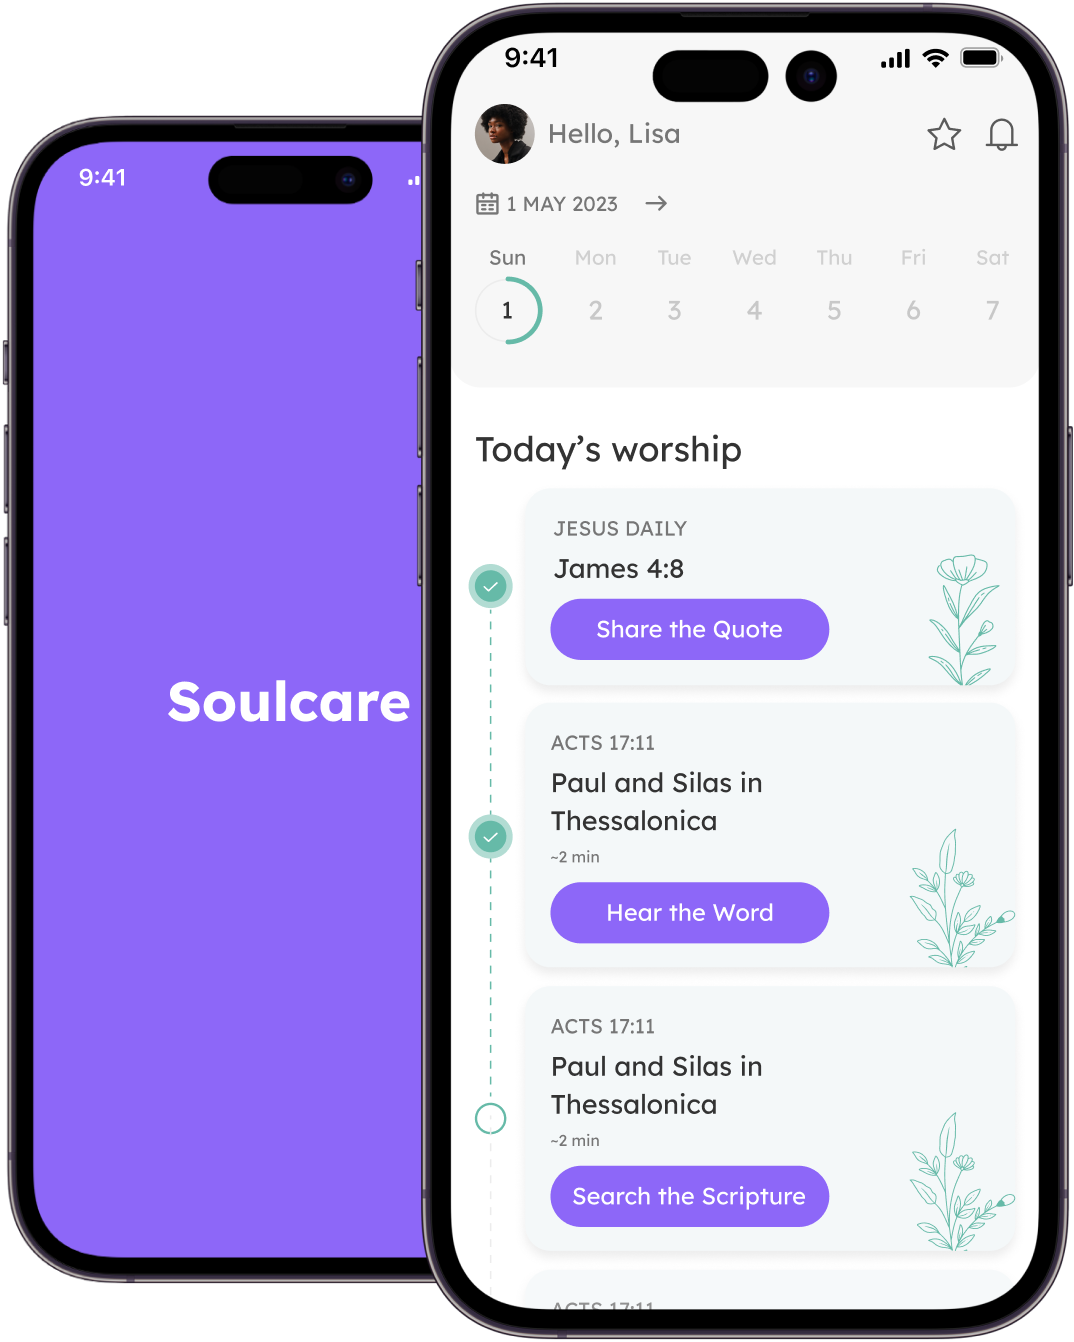 9:41
Soulcare
9:41
Hello, Lisa
1 MAY 2023
Sun Mon Tue Wed Thu Fri Sat
1 2 3 4 5 6 7
Today’s worship
JESUS DAILY
James 4:8
Share the Quote
ACTS 17:11
Paul and Silas in
Thessalonica
~2 min
Hear the Word
ACTS 17:11
Paul and Silas in
Thessalonica
~2 min
Search the Scripture
ACTS 17:11